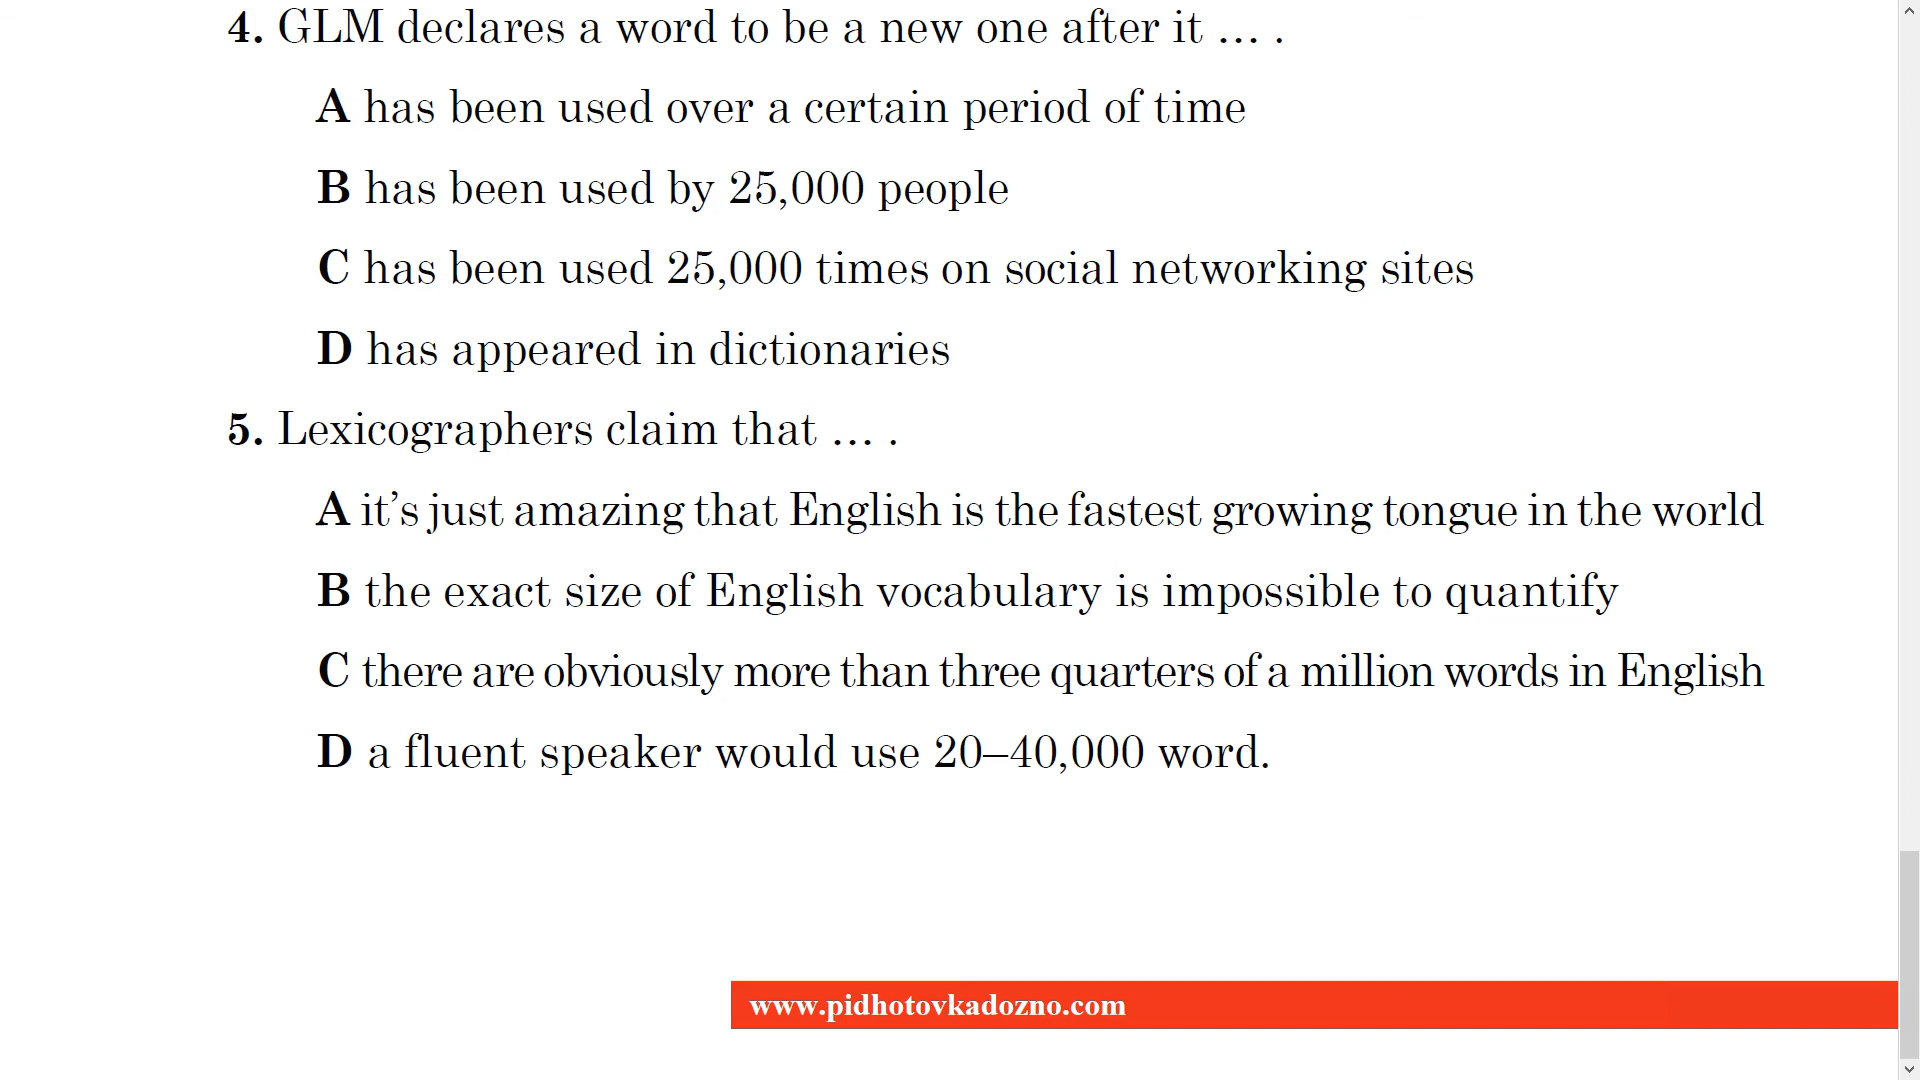 4. GLM declares a word to be a new one after it ... .
A has been used over a certain period of time
B has been used by 25,000 people
C has been used 25,000 times on social networking sites
D has appeared in dictionaries
5. Lexicographers claim that ... .
A it’s just amazing that English is the fastest growing tongue in the world
B the exact size of English vocabulary is impossible to quantify
C there are obviously more than three quarters of a million words in English
D a fluent speaker would use 20–40,000 word.
www.pidhotovkadozno.com